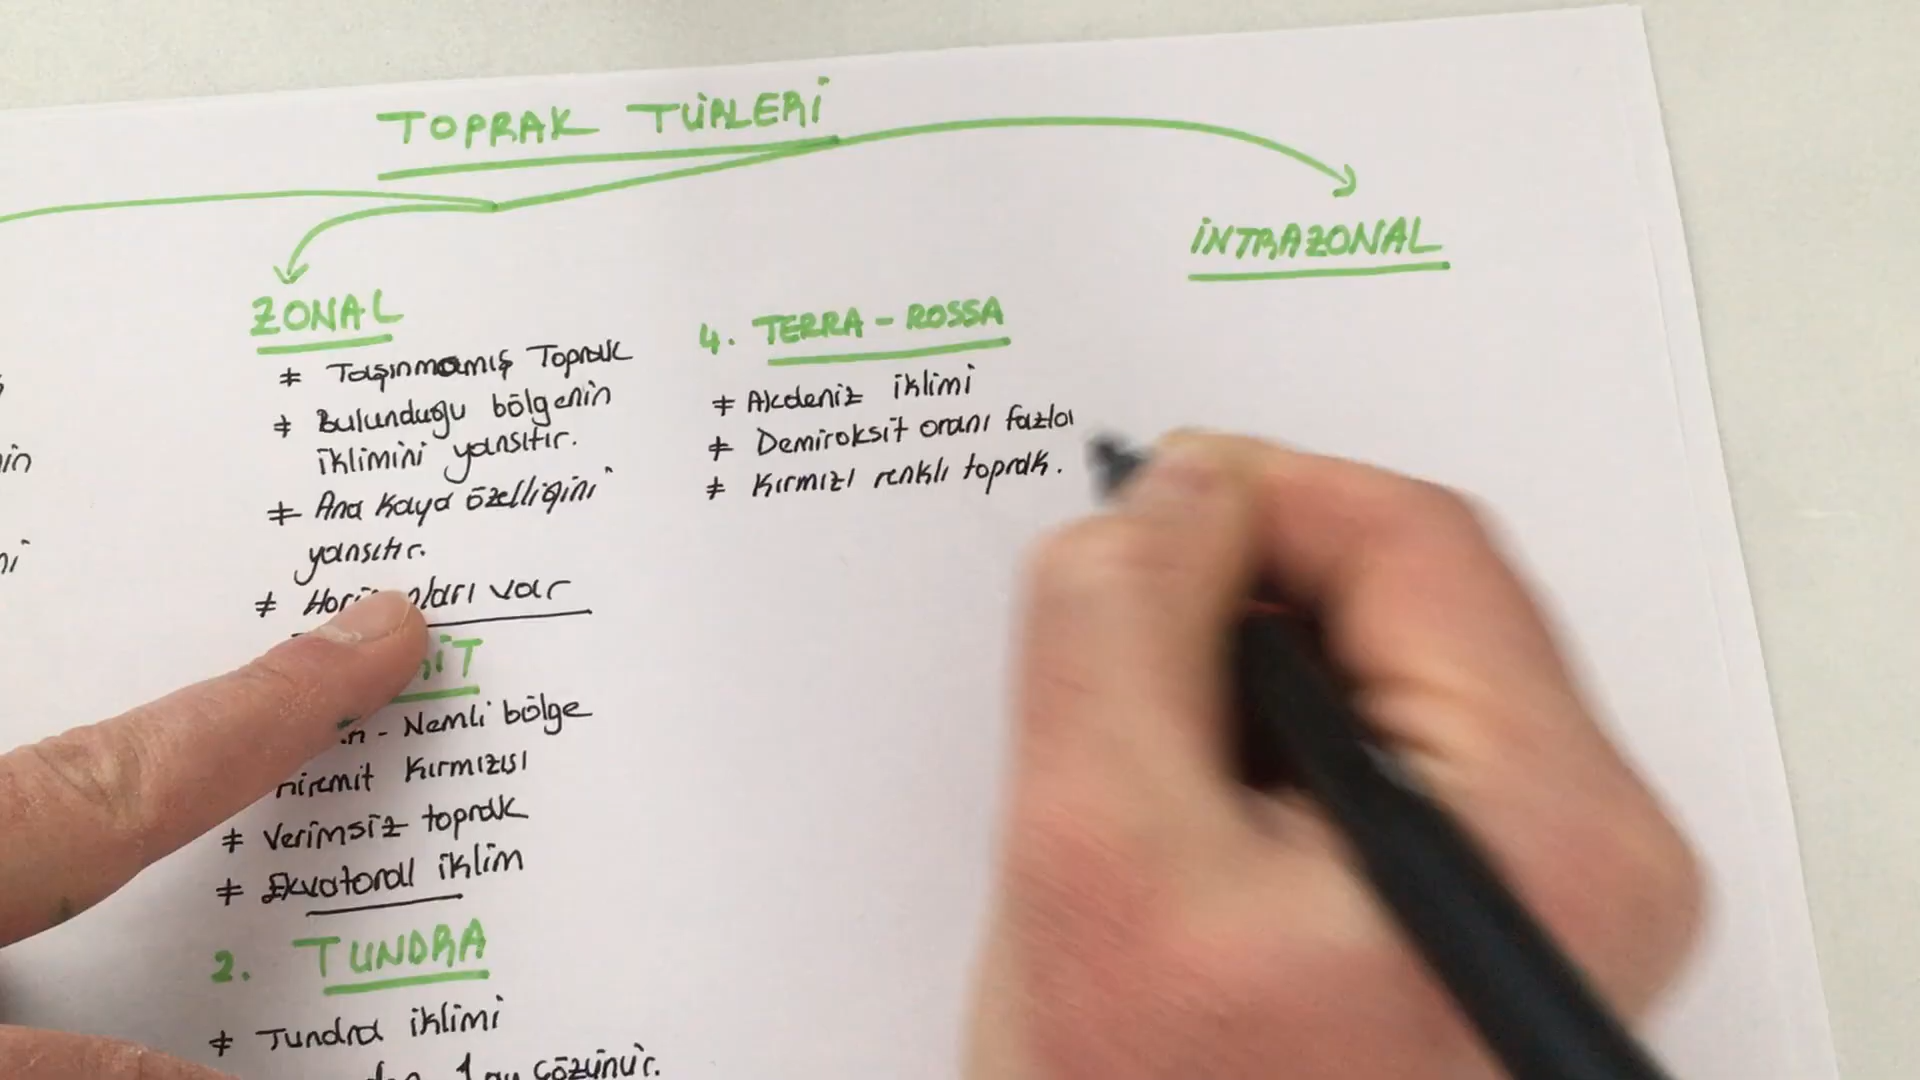 TOPRAK TÜRLERİ
ZONAL
* Taşınmamış Toprak
* Bulunduğu bölgenin
iklimini yansıtır.
* Ana kaya özelliğini
yansıtır.
* var
Nemli bölge
kırmızısı
* Verimsiz toprak
* Ekvatoral iklim
2. TUNDRA
* Tundra iklimi
çözünür.
4. TERRA - ROSSA
* Akdeniz iklimi
* Demiroksit oranı fazla
* Kırmızı renkli toprak.
İNTRAZONAL